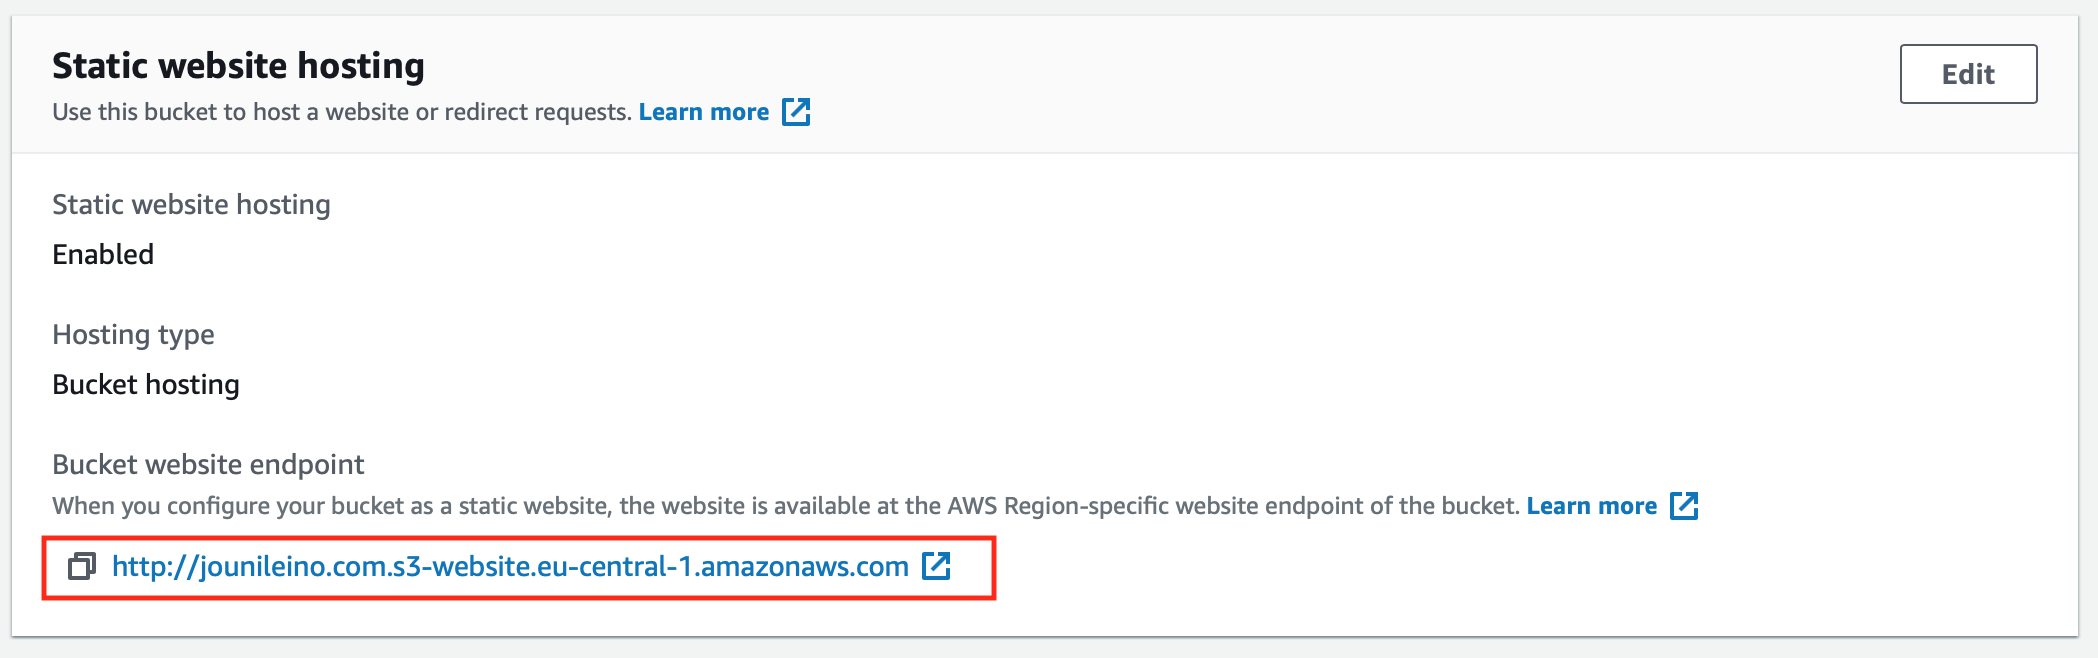 Static website hosting
Edit
Use this bucket to host a website or redirect requests. Learn more
Static website hosting
Enabled
Hosting type
Bucket hosting
Bucket website endpoint
When you configure your bucket as a static website, the website is available at the AWS Region-specific website endpoint of the bucket. Learn more
http://jounileino.com.s3-website.eu-central-1.amazonaws.com